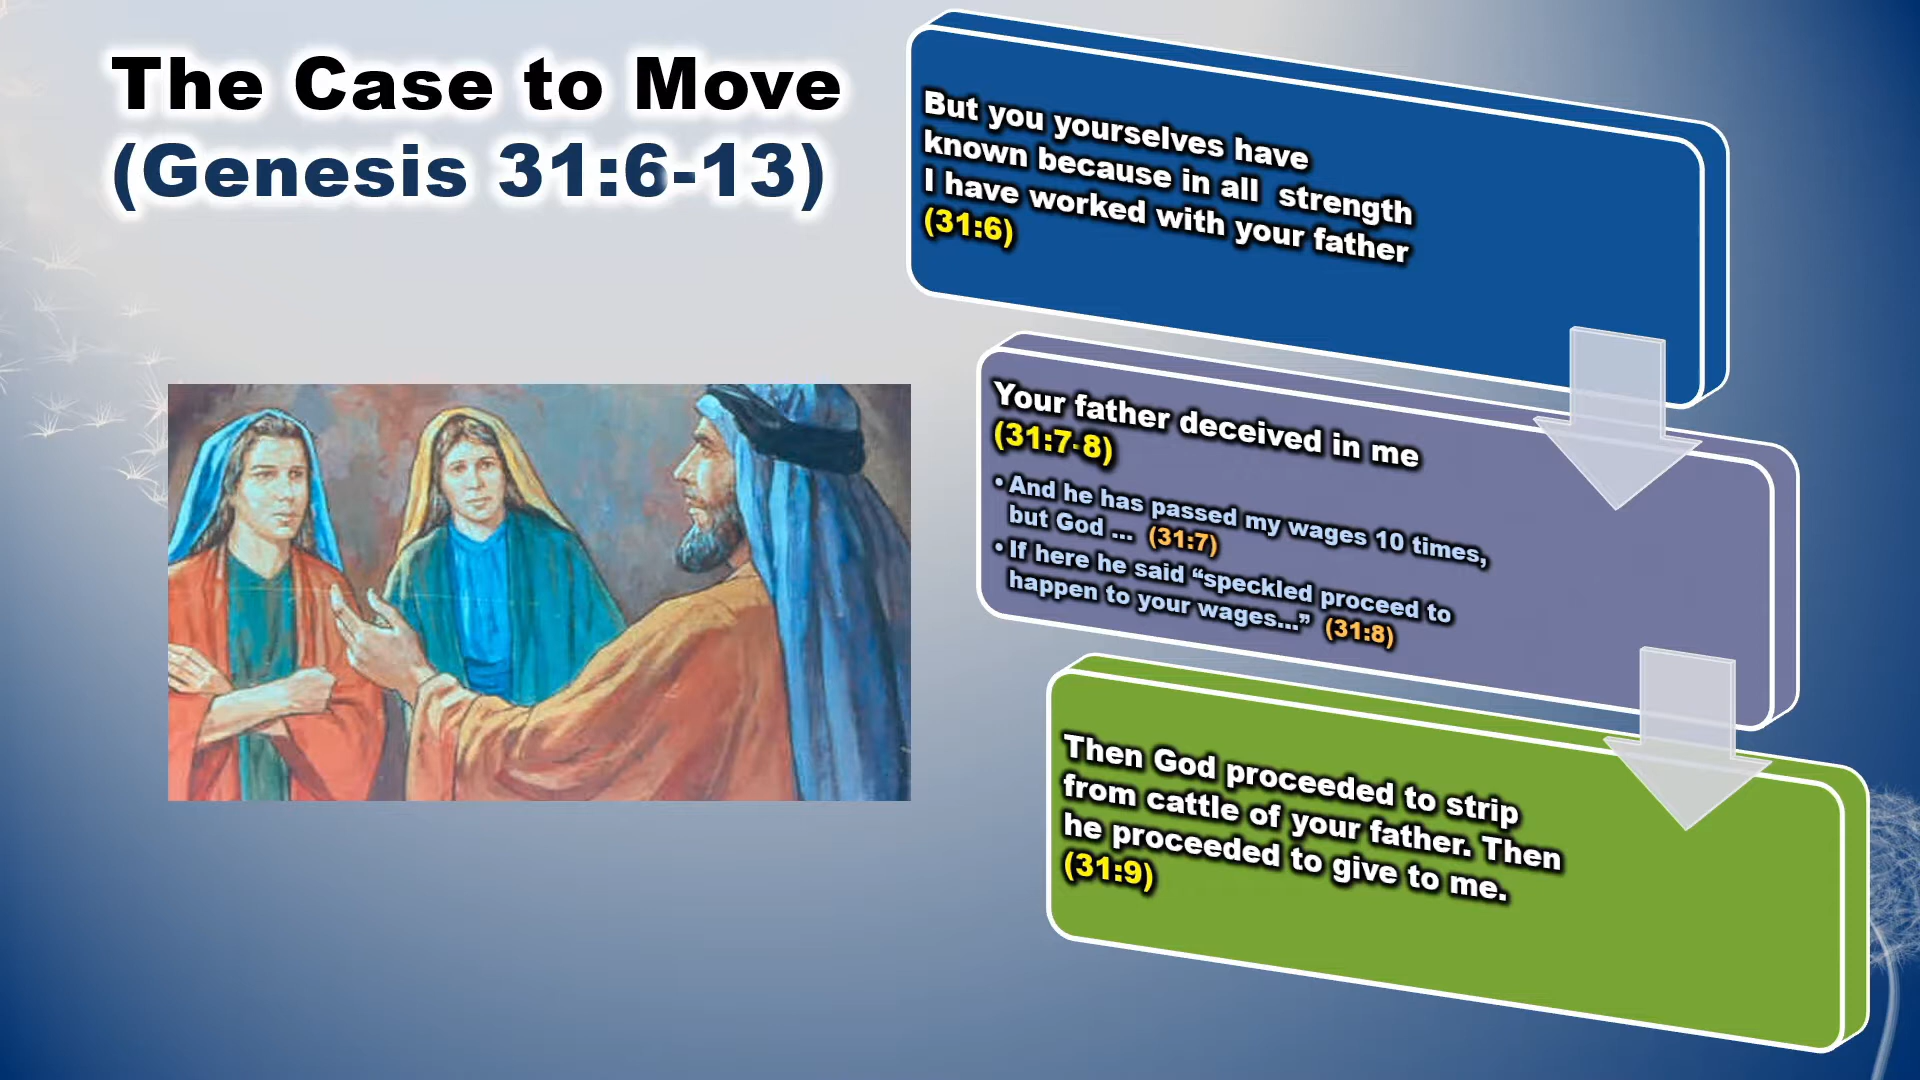 The Case to Move
(Genesis 31:6-13)
But you yourselves have
known because in all  strength
I have worked with your father
(31:6)
Your father deceived in me
(31:7-8)
• And he has passed my wages 10 times,
but God ...  (31:7)
• If here he said “speckled proceed to
happen to your wages...”  (31:8)
Then God proceeded to strip
from cattle of your father. Then
he proceeded to give to me.
(31:9)